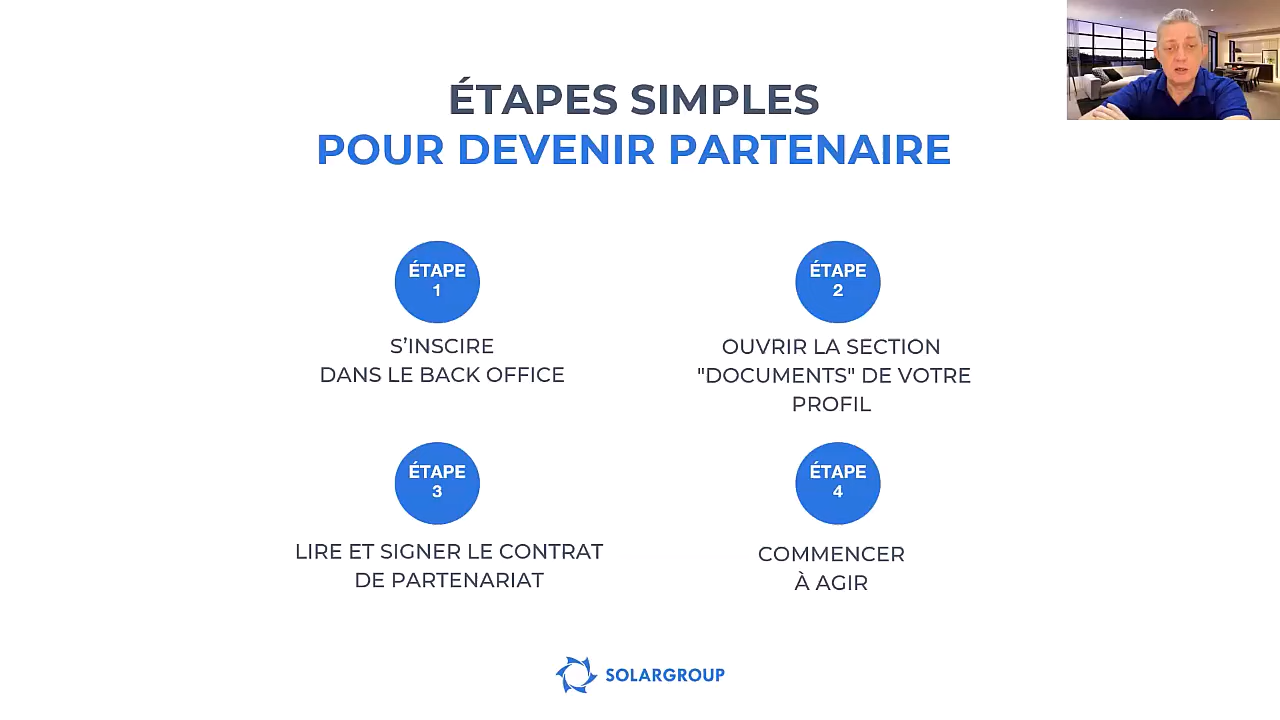 ÉTAPES SIMPLES
POUR DEVENIR PARTENAIRE
ÉTAPE
1
S'INSCIRE
DANS LE BACK OFFICE
ÉTAPE
2
OUVRIR LA SECTION
"DOCUMENTS" DE VOTRE
PROFIL
ÉTAPE
3
LIRE ET SIGNER LE CONTRAT
DE PARTENARIAT
ÉTAPE
4
COMMENCER
À AGIR
SOLARGROUP